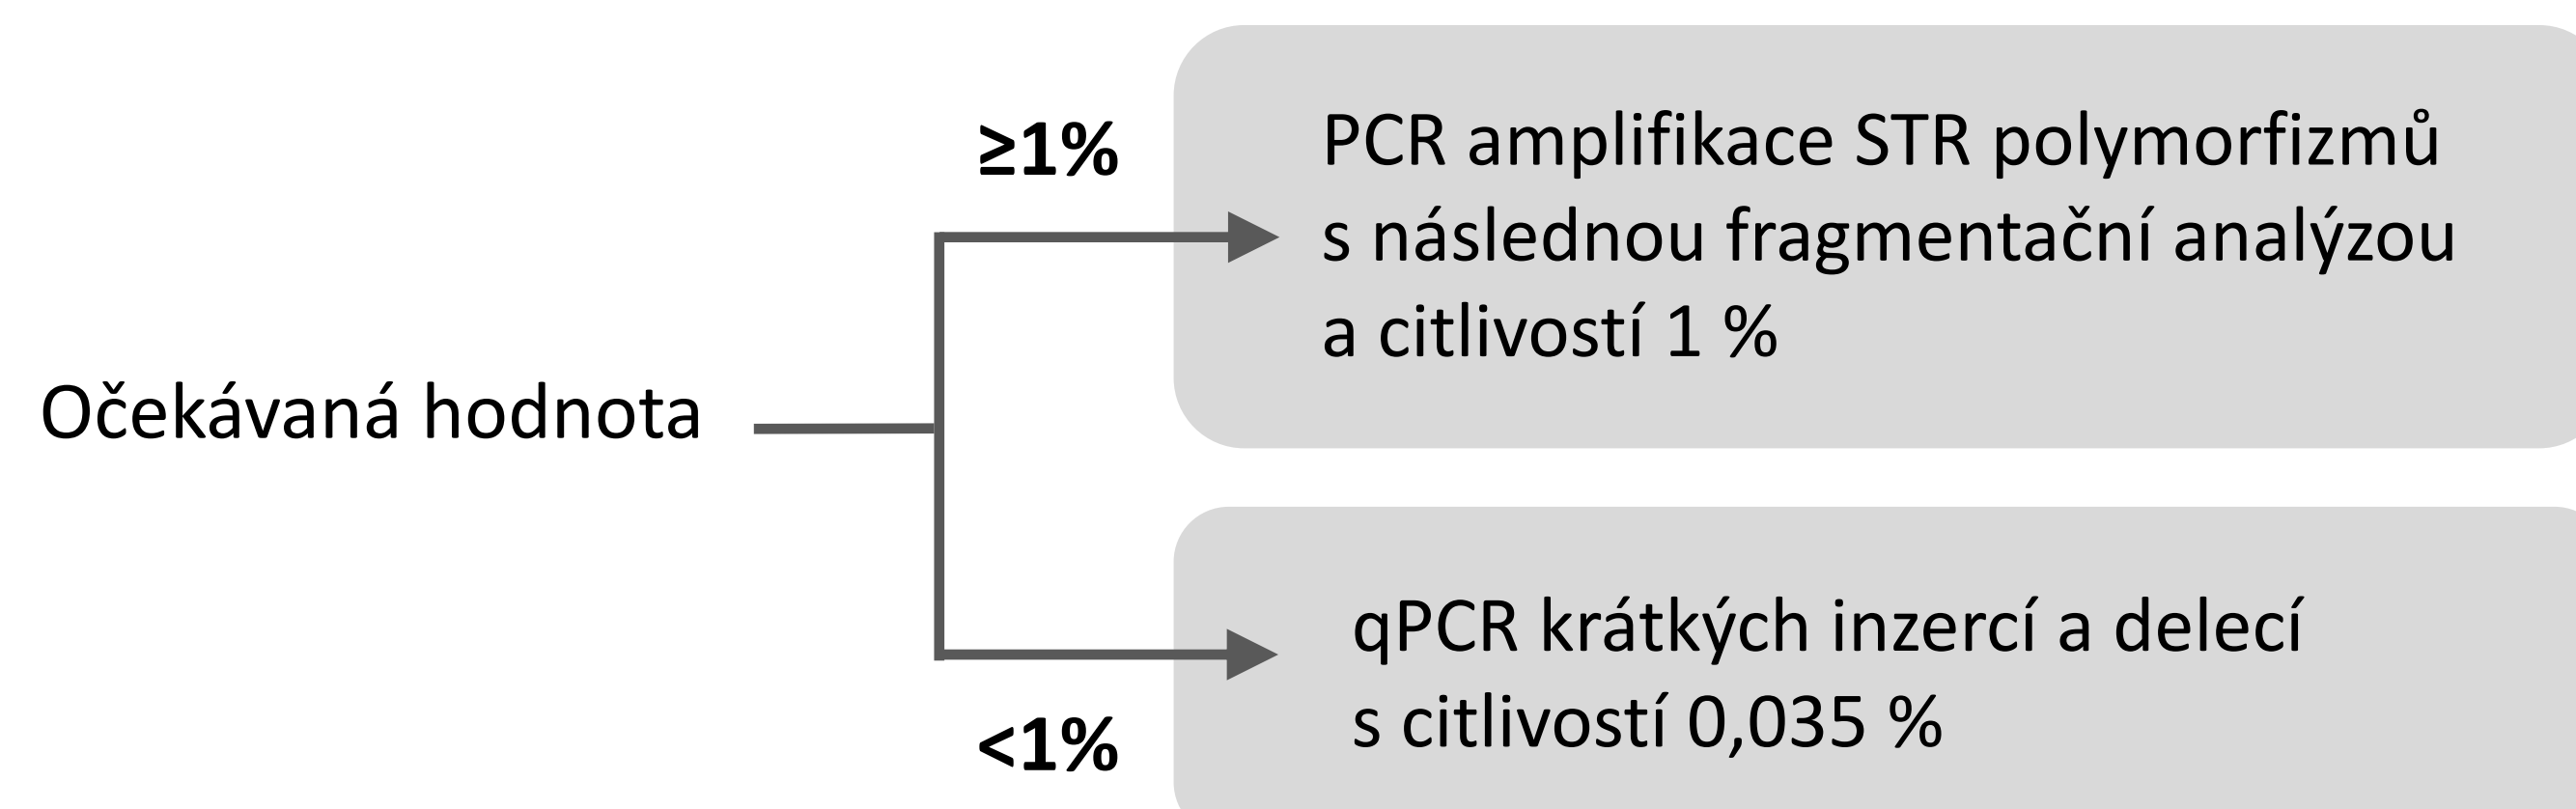 ≥1%
PCR amplifikace STR polymorfizmů
s následnou fragmentační analýzou
a citlivostí 1 %
Očekávaná hodnota
qPCR krátkých inzercí a delecí
s citlivostí 0,035 %
<1%